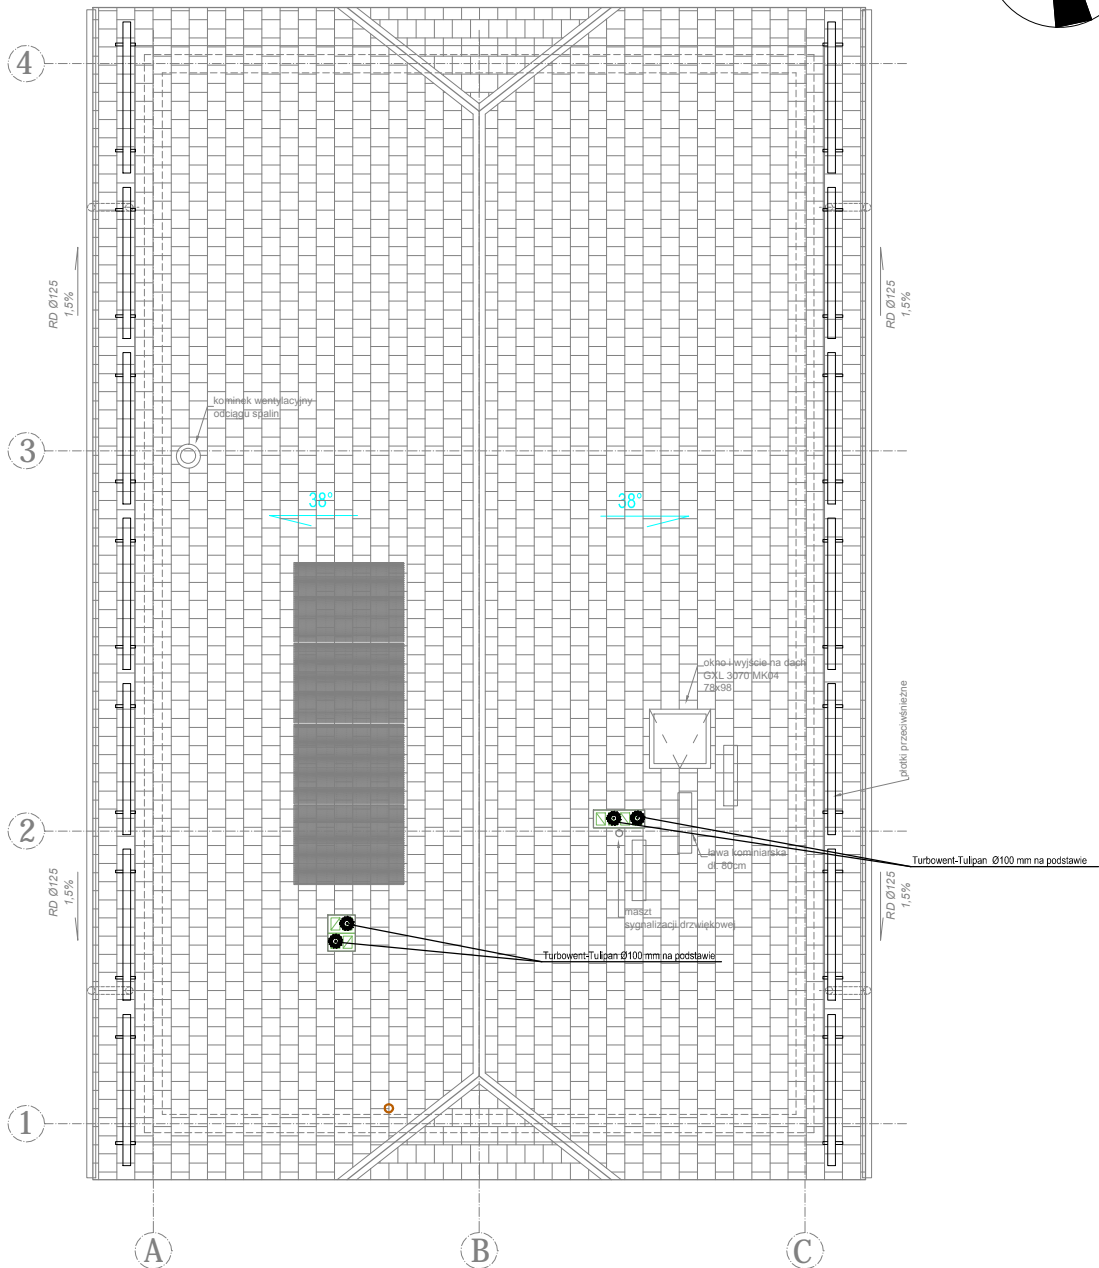 4
RD Ø125
1,5%
RD Ø125
1,5%
kominek wentylacyjny
odciągu spalin
3
38°
38°
okno i wyjście na dach
GXL 3070 MK04
78x98
płotki przeciwśnieżne
2
ława kominiarska
dł. 80cm
Turbowent-Tulipan Ø100 mm na podstawie
RD Ø125
1,5%
RD Ø125
1,5%
maszt
sygnalizacji drzwiękowej
Turbowent-Tulipan Ø100 mm na podstawie
1
A
B
C